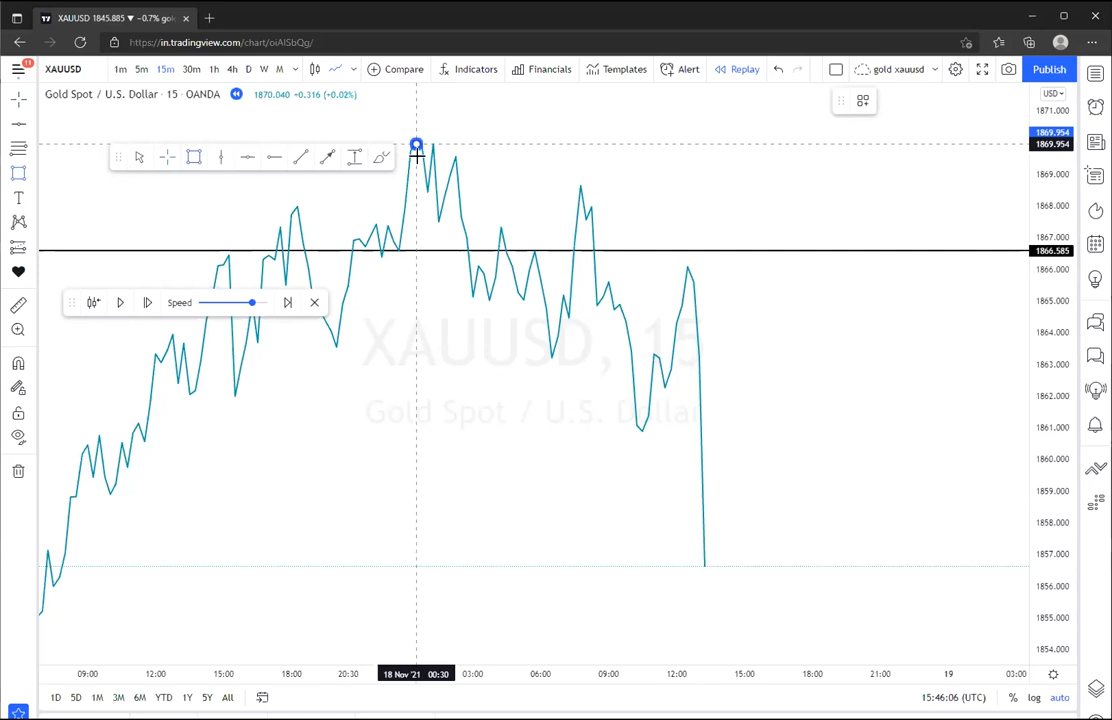 XAUUSD 1845.885 ▼ −0.7% gol
https://in.tradingview.com/chart/oiAISbQg/
11
XAUUSD 1m 5m 15m 30m 1h 4h D W M Compare Indicators Financials Templates Alert Replay gold xauusd Publish
Gold Spot / U.S. Dollar · 15 · OANDA 1870.040 +0.316 (+0.02%)
USD
1871.000
1869.954
1869.954
1869.000
1868.000
1867.000
1866.585
1866.000
1865.000
1864.000
1863.000
1862.000
1861.000
1860.000
1859.000
1858.000
1857.000
1856.000
1855.000
1854.000
Speed
XAUUSD, 15
Gold Spot / U.S. Dollar
09:00 12:00 15:00 18:00 20:30 18 Nov '21 00:30 03:00 06:00 09:00 12:00 15:00 18:00 21:00 19 03:00
1D 5D 1M 3M 6M YTD 1Y 5Y All 15:46:06 (UTC) % log auto